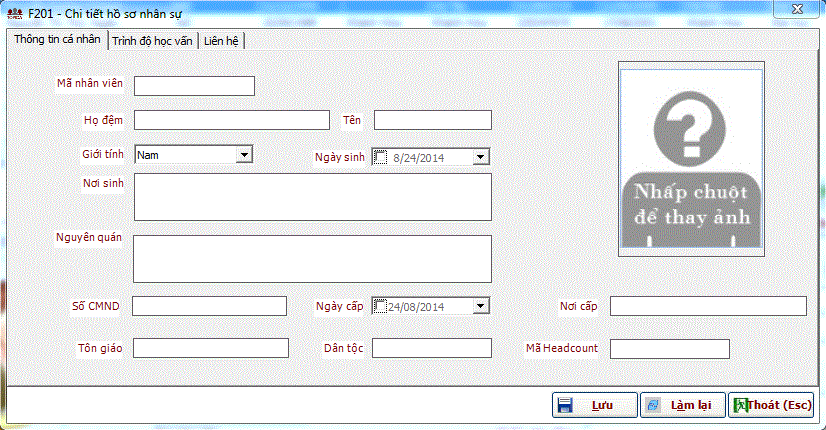 F201 - Chi tiết hồ sơ nhân sự
Thông tin cá nhân Trình độ học vấn Liên hệ
Mã nhân viên
Họ đệm Tên
Giới tính Nam Ngày sinh 8/24/2014
Nơi sinh
Nhấp chuột
để thay ảnh
Nguyên quán
Số CMND Ngày cấp 24/08/2014 Nơi cấp
Tôn giáo Dân tộc Mã Headcount
Lưu Làm lại Thoát (Esc)